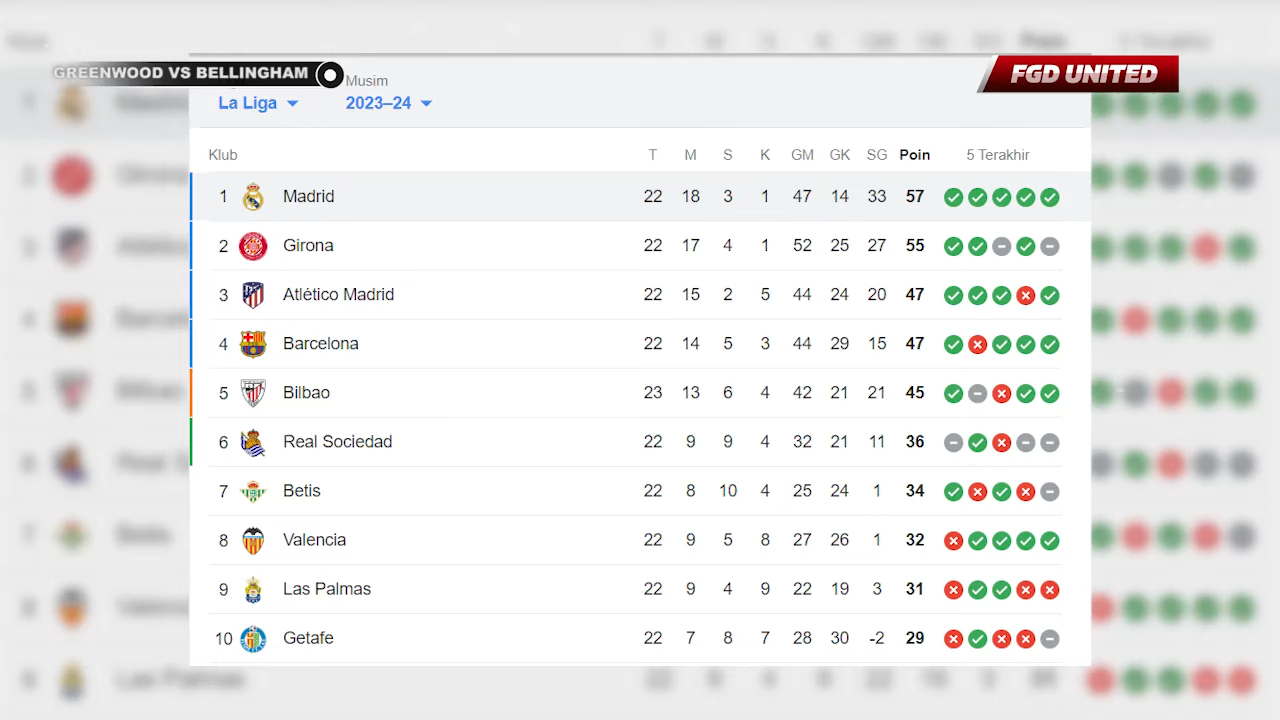 GREENWOOD VS BELLINGHAM
FGD UNITED
Musim
La Liga 2023–24
Klub T M S K GM GK SG Poin 5 Terakhir
1 Madrid 22 18 3 1 47 14 33 57
2 Girona 22 17 4 1 52 25 27 55
3 Atlético Madrid 22 15 2 5 44 24 20 47
4 Barcelona 22 14 5 3 44 29 15 47
5 Bilbao 23 13 6 4 42 21 21 45
6 Real Sociedad 22 9 9 4 32 21 11 36
7 Betis 22 8 10 4 25 24 1 34
8 Valencia 22 9 5 8 27 26 1 32
9 Las Palmas 22 9 4 9 22 19 3 31
10 Getafe 22 7 8 7 28 30 -2 29